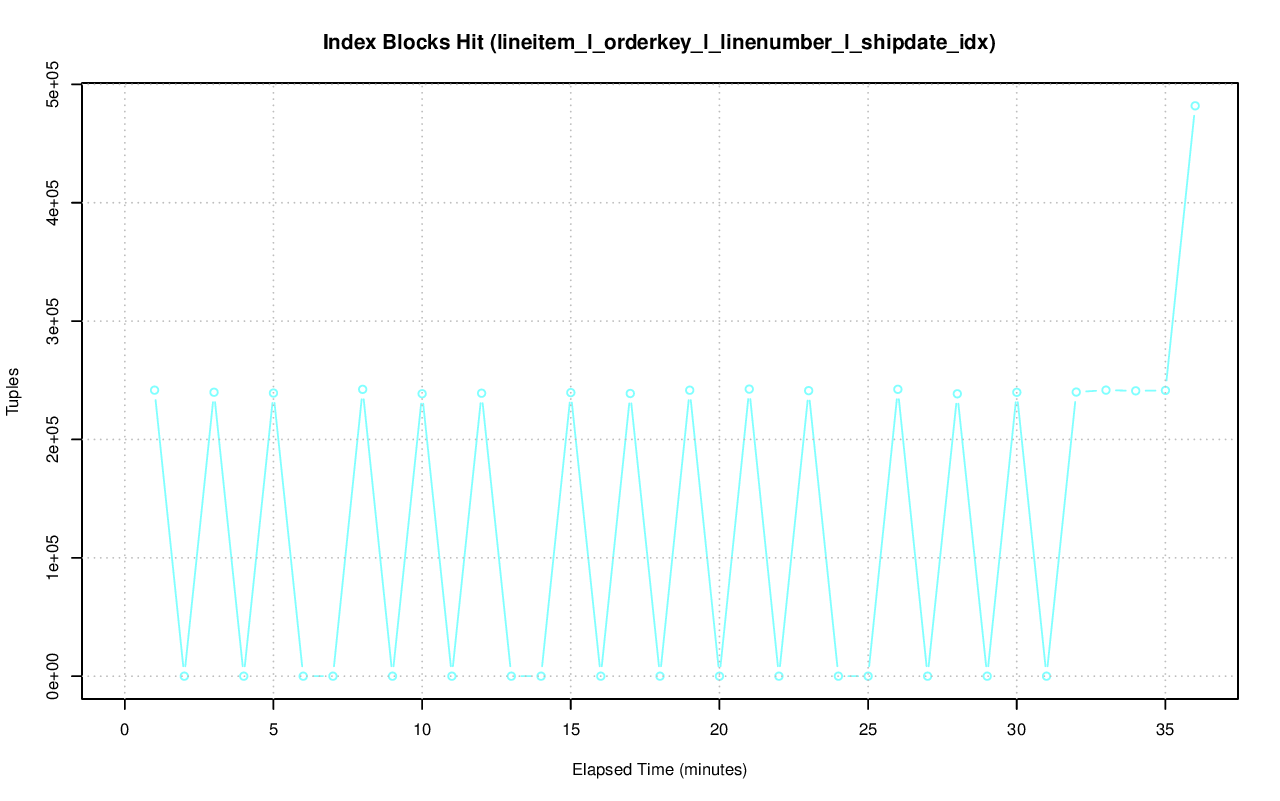 Index Blocks Hit (lineitem_l_orderkey_l_linenumber_l_shipdate_idx)
Tuples
5e+05
4e+05
3e+05
2e+05
1e+05
0e+00
0 5 10 15 20 25 30 35
Elapsed Time (minutes)